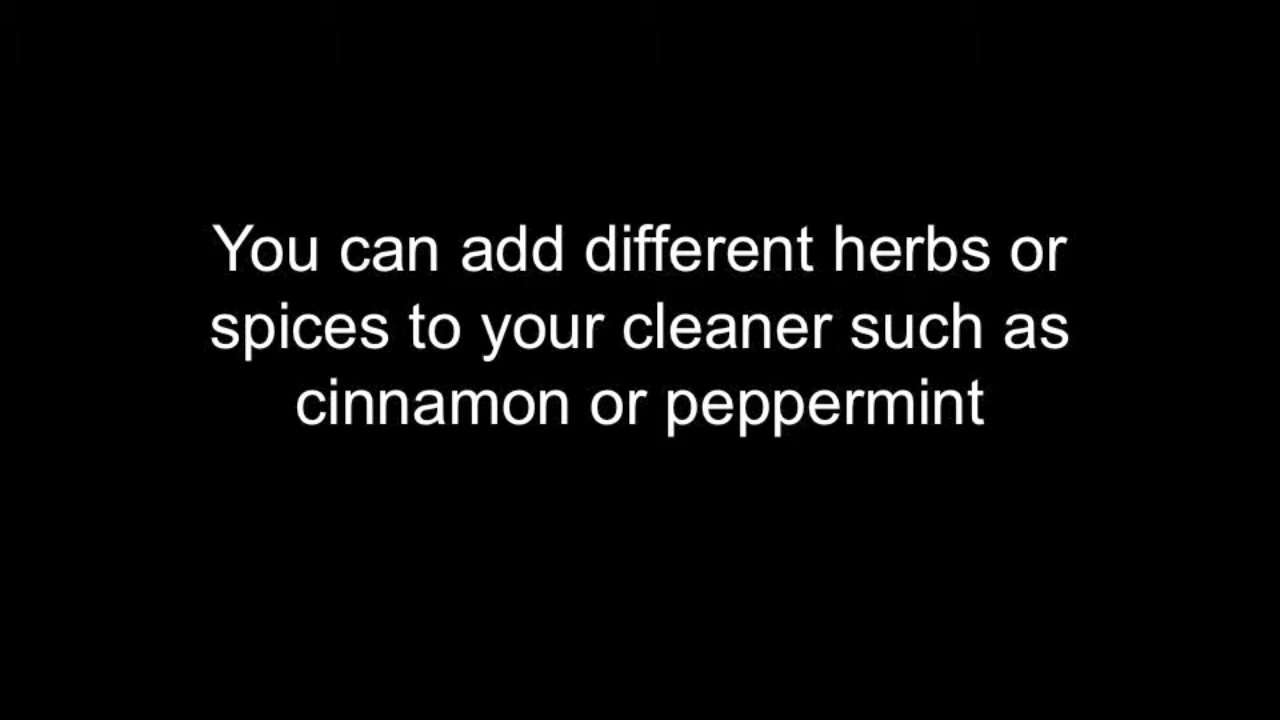 You can add different herbs or
spices to your cleaner such as
cinnamon or peppermint